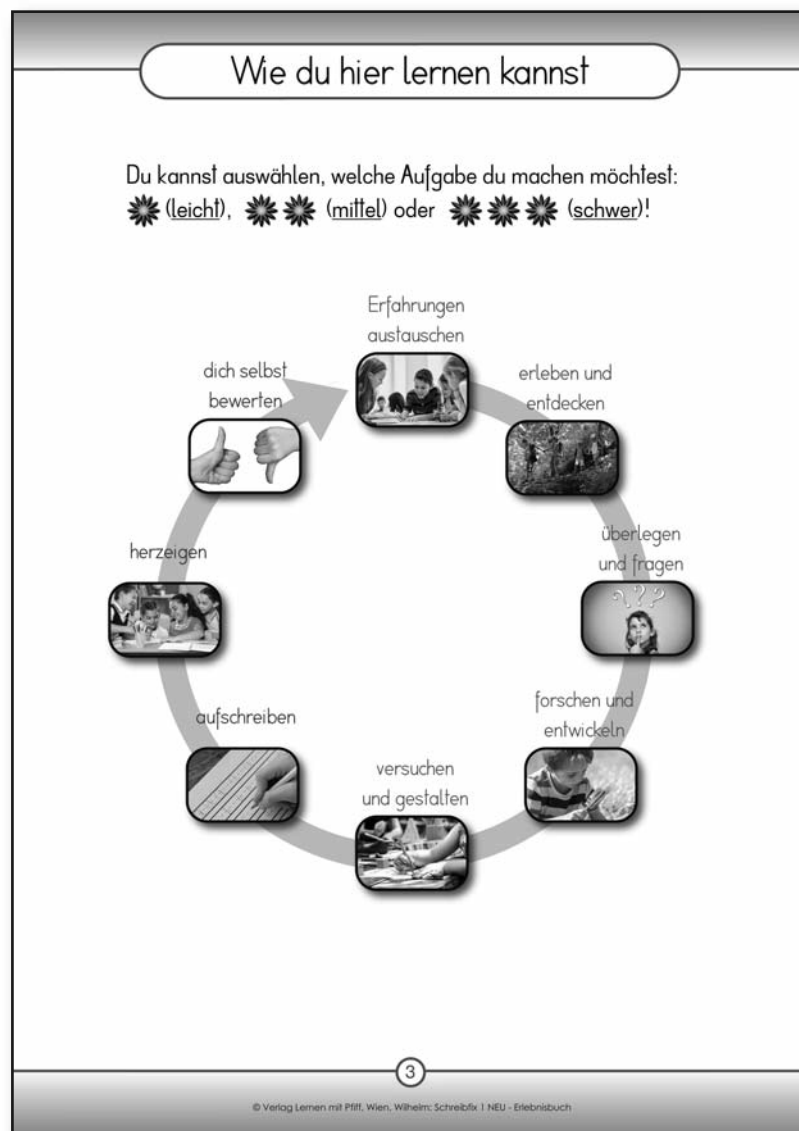 Wie du hier lernen kannst
Du kannst auswählen, welche Aufgabe du machen möchtest:
(leicht), (mittel) oder (schwer)!
Erfahrungen
austauschen
erleben und
entdecken
überlegen
und fragen
???
forschen und
entwickeln
versuchen
und gestalten
aufschreiben
herzeigen
dich selbst
bewerten
3
© Verlag Lernen mit Pfiff, Wien, Wilhelm: Schreibfix 1 NEU - Erlebnisbuch